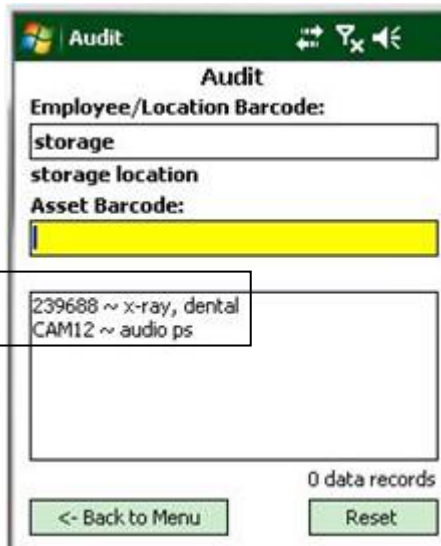 Audit
Audit
Employee/Location Barcode:
storage
storage location
Asset Barcode:
239688 ~ x-ray, dental
CAM12 ~ audio ps
0 data records
<- Back to Menu Reset